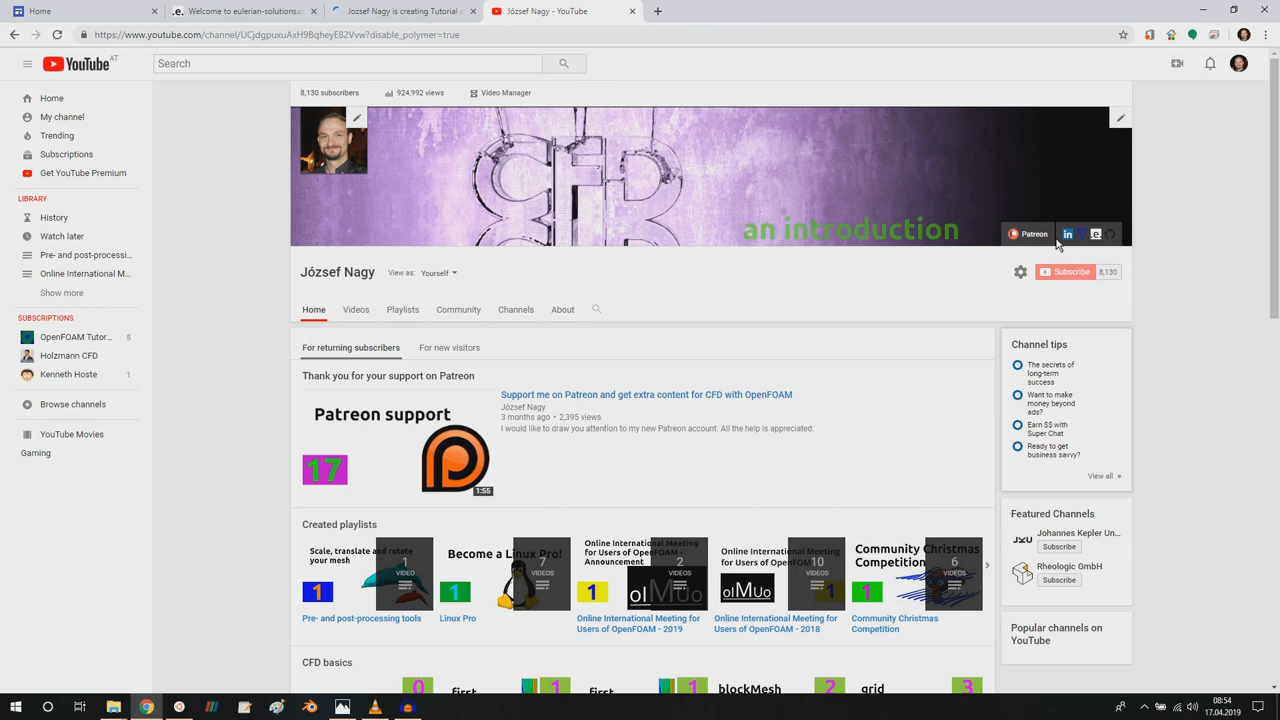 Home
Welcome to eulerian-solutions.c
József Nagy is creating Tutorial
József Nagy - YouTube
https://www.youtube.com/channel/UCjdgpuxuAxH9BqheyE82Vvw?disable_polymer=true
YouTube AT
Search
Home
My channel
Trending
Subscriptions
Get YouTube Premium
LIBRARY
History
Watch later
Pre- and post-processi...
Online International M...
Show more
SUBSCRIPTIONS
OpenFOAM Tutor... 5
Holzmann CFD
Kenneth Hoste 1
Browse channels
YouTube Movies
Gaming
8,130 subscribers 924,992 views Video Manager
CFD
an introduction
Patreon
in
.e.
József Nagy View as: Yourself
Subscribe 8,130
Home Videos Playlists Community Channels About
For returning subscribers For new visitors
Thank you for your support on Patreon
Patreon support
17
1:55
Support me on Patreon and get extra content for CFD with OpenFOAM
József Nagy
3 months ago • 2,395 views
I would like to draw you attention to my new Patreon account. All the help is appreciated.
Created playlists
Scale, translate and rotate
your mesh
1
1
VIDEO
Pre- and post-processing tools
Become a Linux Pro!
1
7
VIDEOS
Linux Pro
Online International Meeting
for Users of OpenFOAM -
Announcement
1
olMUo
2
VIDEOS
Online International Meeting for
Users of OpenFOAM - 2019
Online International Meeting
for Users of OpenFOAM
olMUo
1
10
VIDEOS
Online International Meeting for
Users of OpenFOAM - 2018
Community Christmas
Competition
1
6
VIDEOS
Community Christmas
Competition
CFD basics
0
first
1
first
1
blockMesh
2
grid
3
Channel tips
The secrets of
long-term
success
Want to make
money beyond
ads?
Earn $$ with
Super Chat
Ready to get
business savvy?
View all »
Featured Channels
JKU
Johannes Kepler Un...
Subscribe
Rheologic GmbH
Subscribe
Popular channels on
YouTube
08:54
17.04.2019